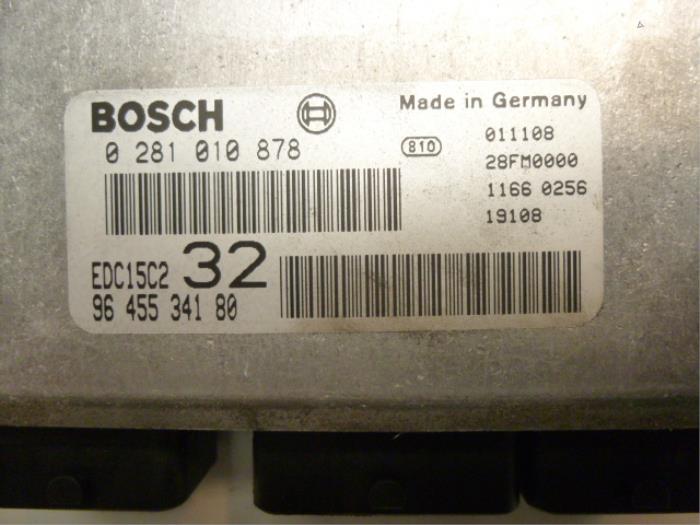 BOSCH
Made in Germany
0 281 010 878
810
011108
28FM0000
1166 0256
19108
EDC15C2 32
96 455 341 80